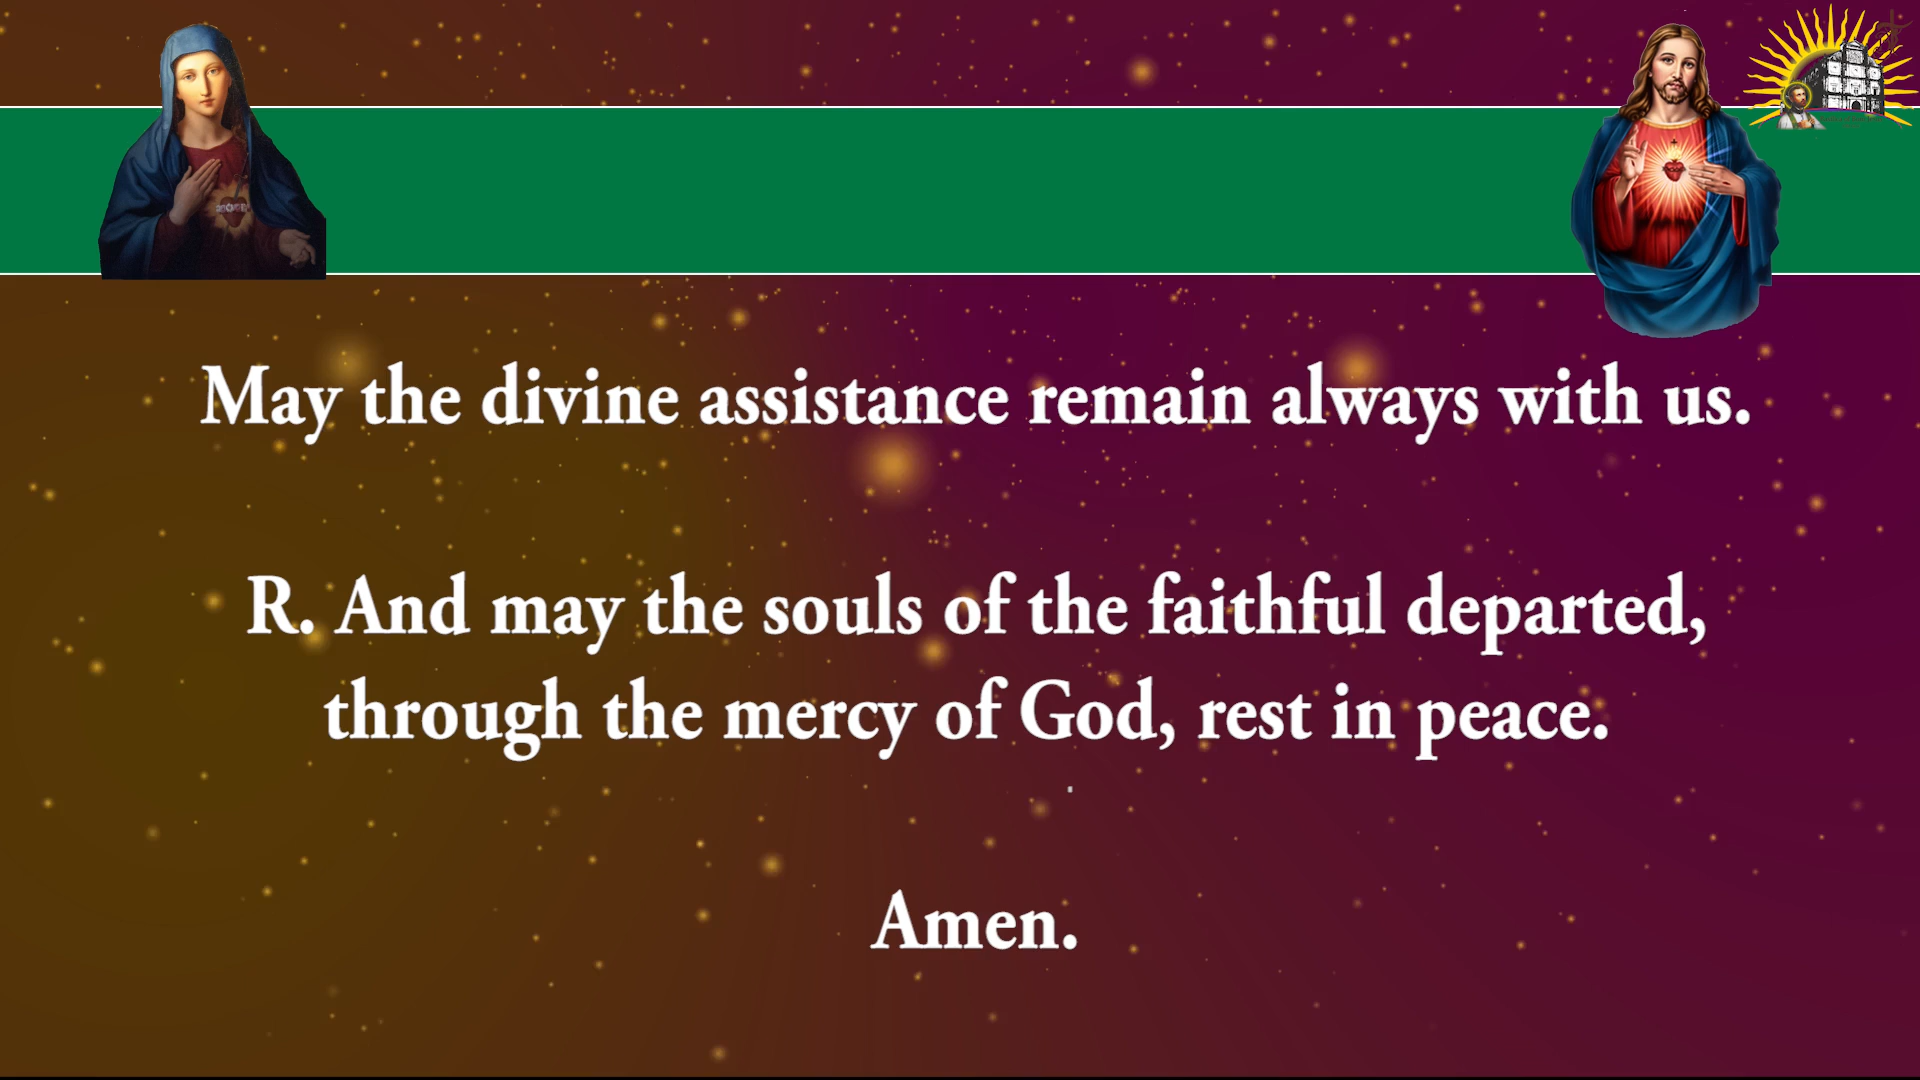 May the divine assistance remain always with us.
R. And may the souls of the faithful departed,
through the mercy of God, rest in peace.
Amen.